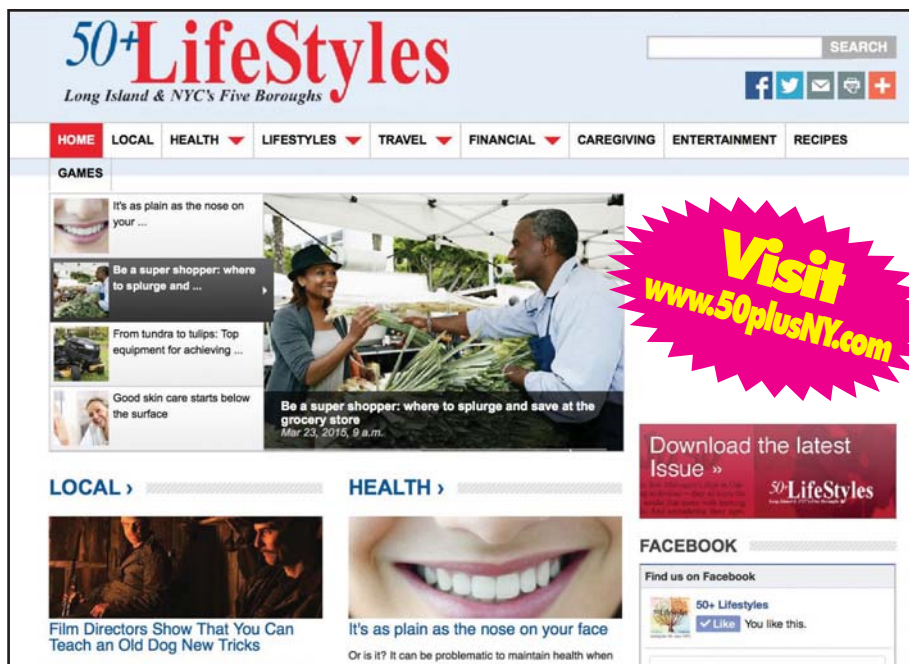 50+LifeStyles
Long Island & NYC's Five Boroughs
SEARCH
HOME LOCAL HEALTH LIFESTYLES TRAVEL FINANCIAL CAREGIVING ENTERTAINMENT RECIPES
GAMES
It's as plain as the nose on
your ...
Be a super shopper: where
to splurge and ...
From tundra to tulips: Top
equipment for achieving ...
Good skin care starts below
the surface
Be a super shopper: where to splurge and save at the
grocery store
Mar 23, 2015, 9 a.m.
Visit
www.50plusNY.com
Download the latest
Issue »
50+LifeStyles
LOCAL ›
Film Directors Show That You Can
Teach an Old Dog New Tricks
HEALTH ›
It's as plain as the nose on your face
Or is it? It can be problematic to maintain health when
FACEBOOK
Find us on Facebook
50+ Lifestyles
Like You like this.